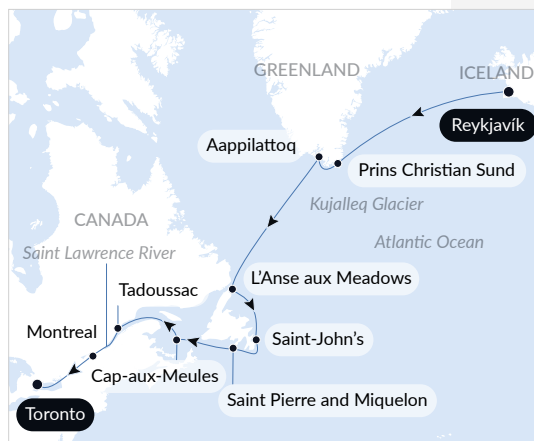 GREENLAND
ICELAND
Reykjavík
Aappilattoq
Prins Christian Sund
Kujalleq Glacier
CANADA
Atlantic Ocean
Saint Lawrence River
L'Anse aux Meadows
Tadoussac
Montreal
Saint-John's
Cap-aux-Meules
Saint Pierre and Miquelon
Toronto